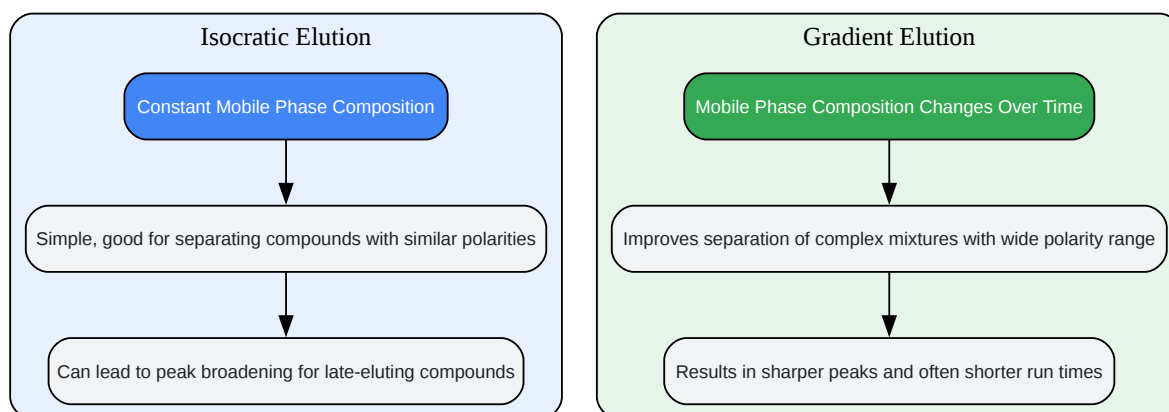 Isocratic Elution
Constant Mobile Phase Composition
Simple, good for separating compounds with similar polarities
Can lead to peak broadening for late-eluting compounds
Gradient Elution
Mobile Phase Composition Changes Over Time
Improves separation of complex mixtures with wide polarity range
Results in sharper peaks and often shorter run times